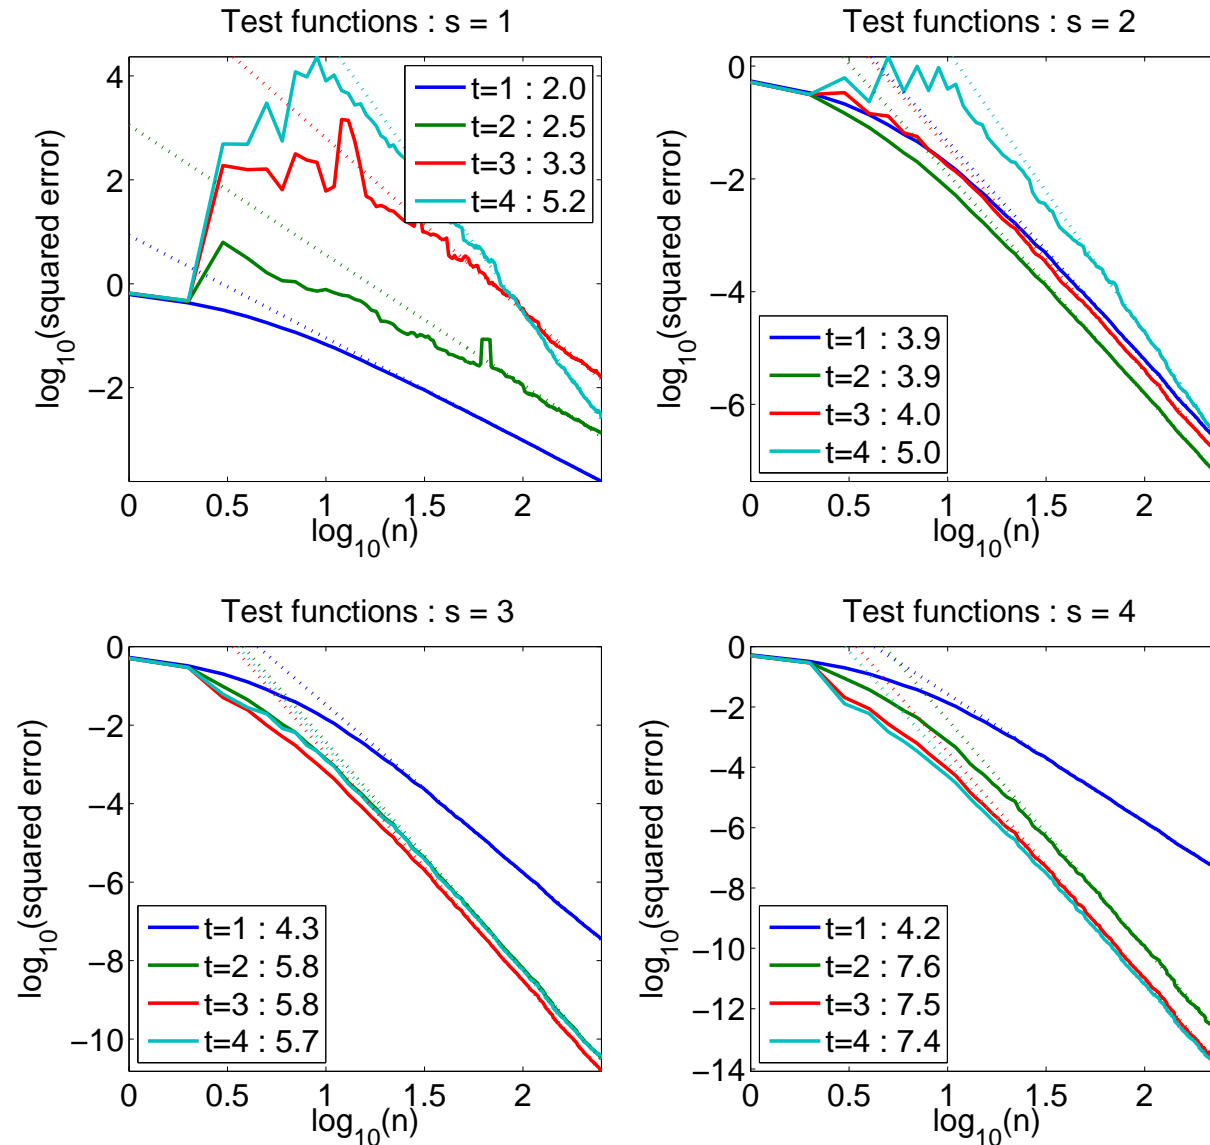 Test functions : s = 1
log10(squared error)
4
2
0
−2
t=1 : 2.0
t=2 : 2.5
t=3 : 3.3
t=4 : 5.2
0
0.5
1
1.5
2
log10(n)
Test functions : s = 2
log10(squared error)
0
−2
−4
−6
t=1 : 3.9
t=2 : 3.9
t=3 : 4.0
t=4 : 5.0
0
0.5
1
1.5
2
log10(n)
Test functions : s = 3
log10(squared error)
0
−2
−4
−6
−8
−10
t=1 : 4.3
t=2 : 5.8
t=3 : 5.8
t=4 : 5.7
0
0.5
1
1.5
2
log10(n)
Test functions : s = 4
log10(squared error)
0
−2
−4
−6
−8
−10
−12
−14
t=1 : 4.2
t=2 : 7.6
t=3 : 7.5
t=4 : 7.4
0
0.5
1
1.5
2
log10(n)